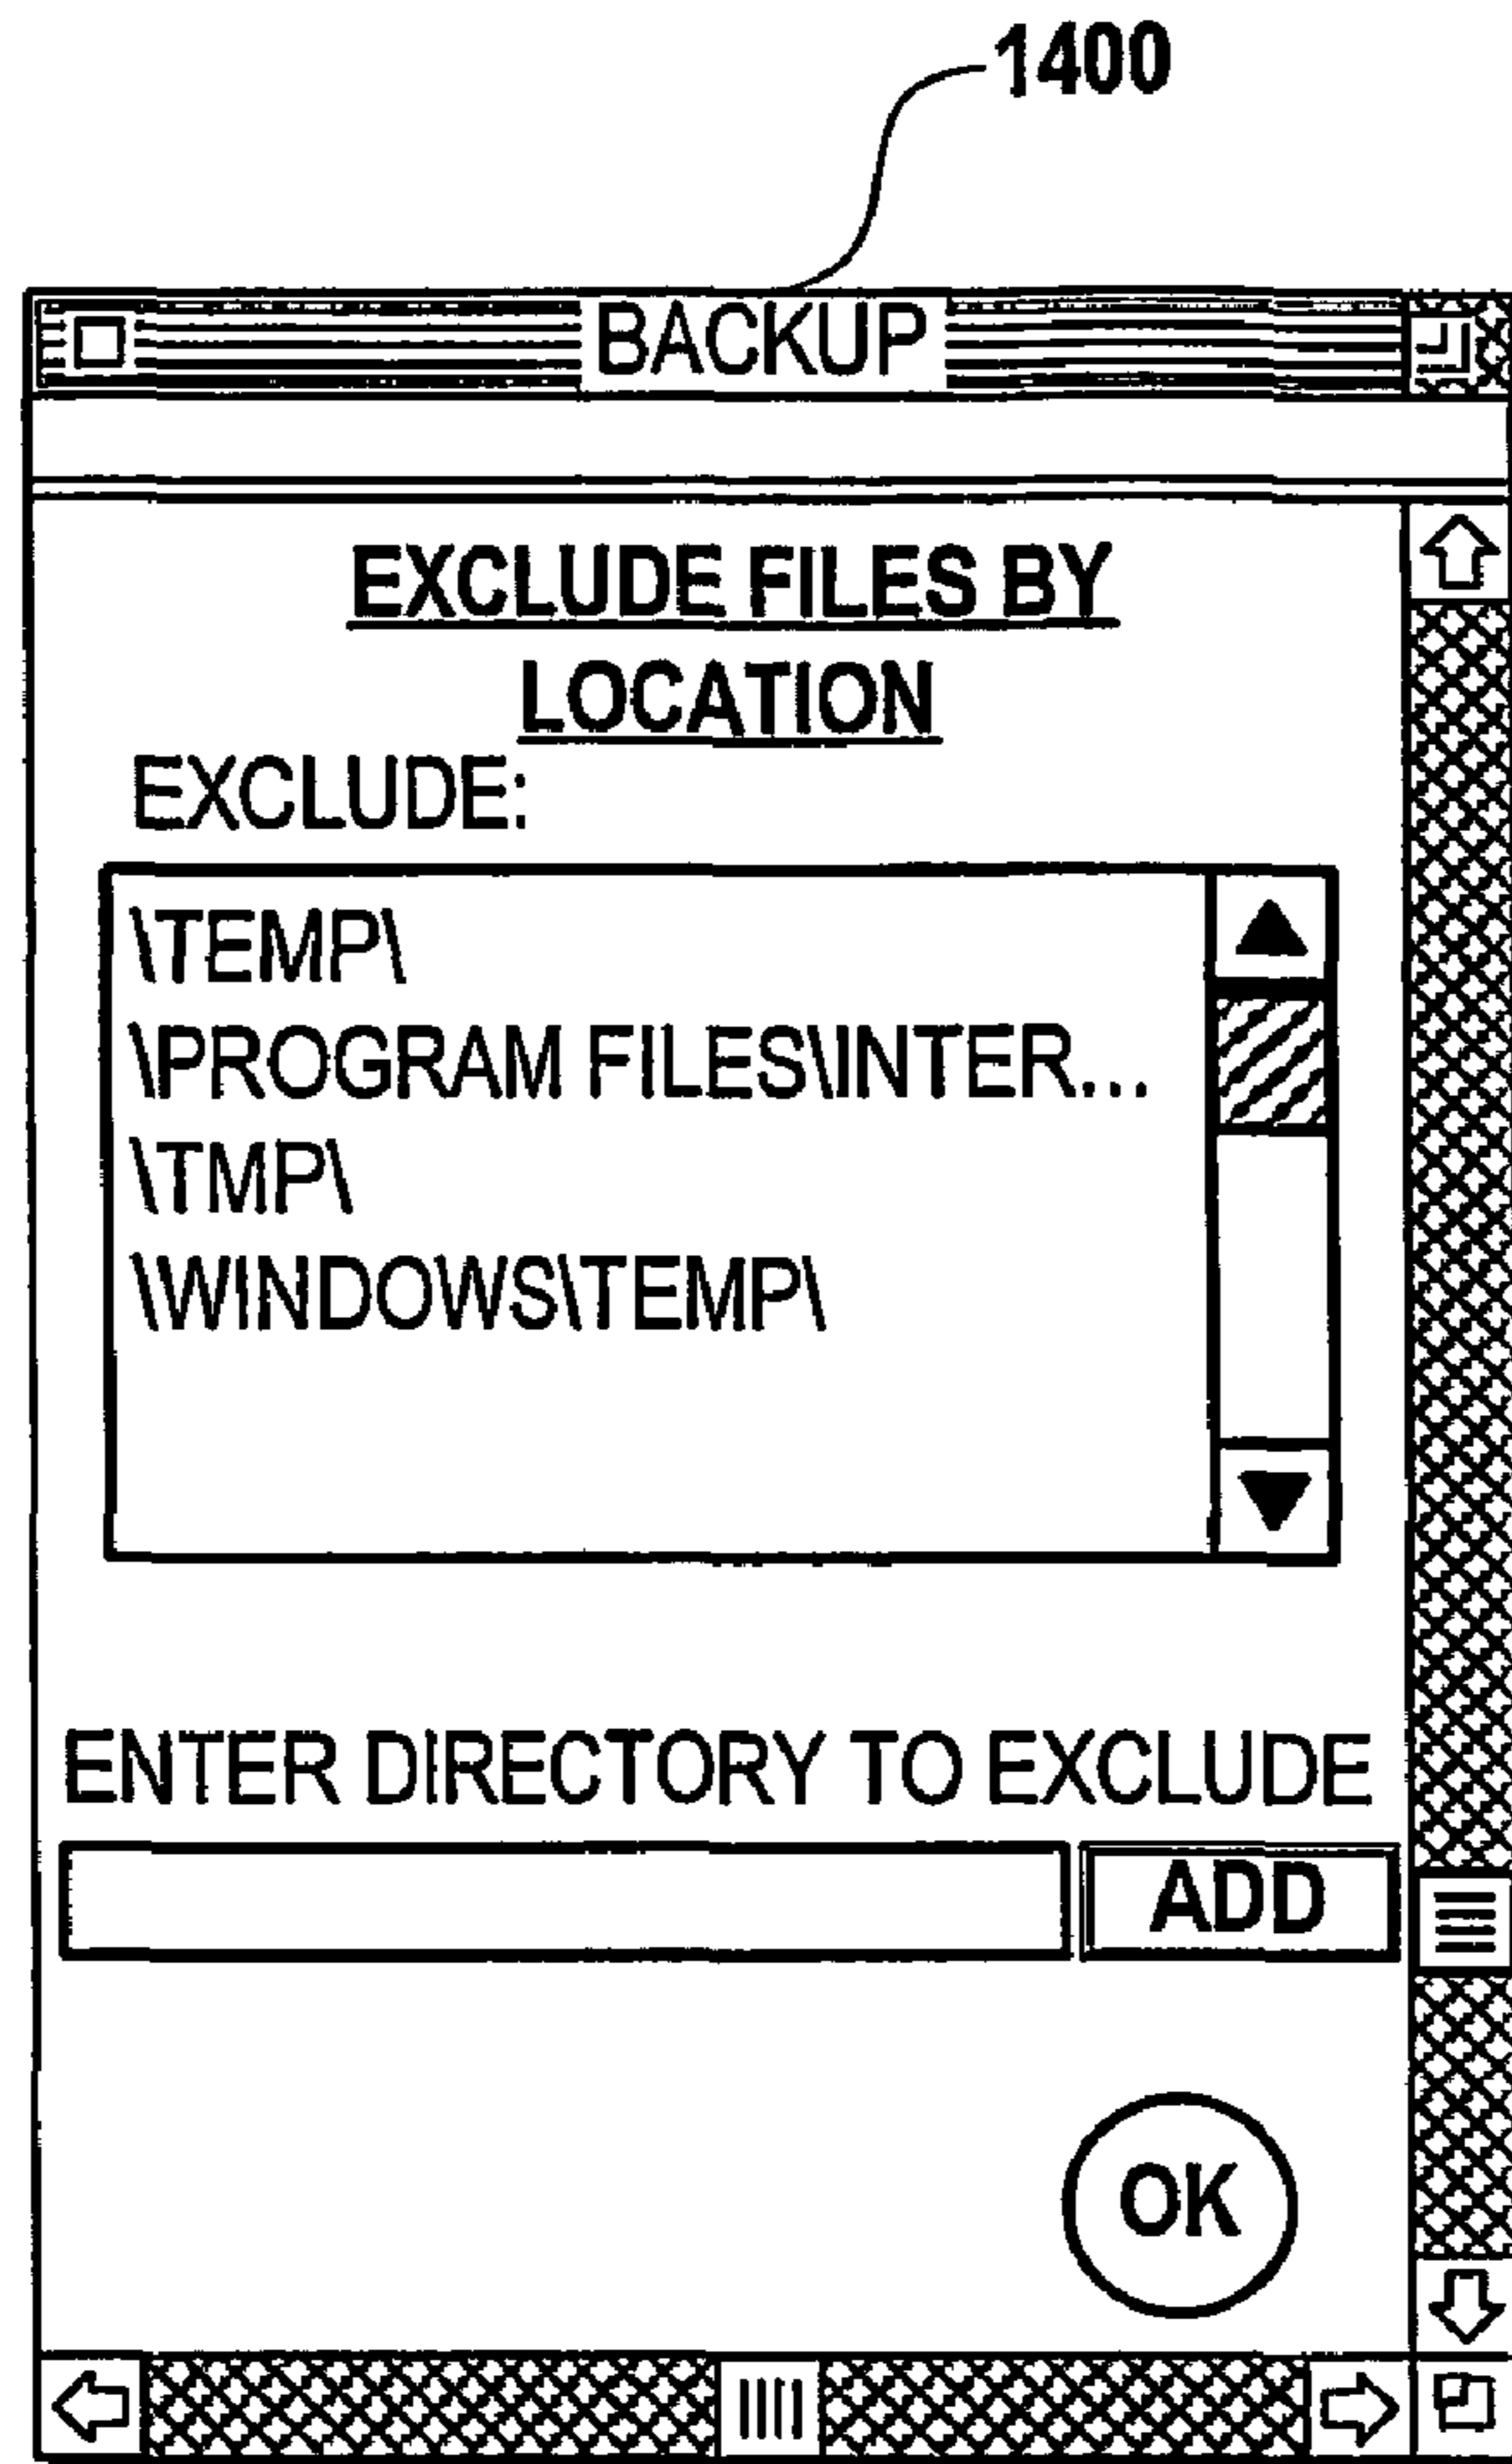 1400
BACKUP
EXCLUDE FILES BY
LOCATION
EXCLUDE:
\TEMP\
\PROGRAM FILES\INTER...
\TMP\
\WINDOWS\TEMP\
ENTER DIRECTORY TO EXCLUDE
ADD
OK